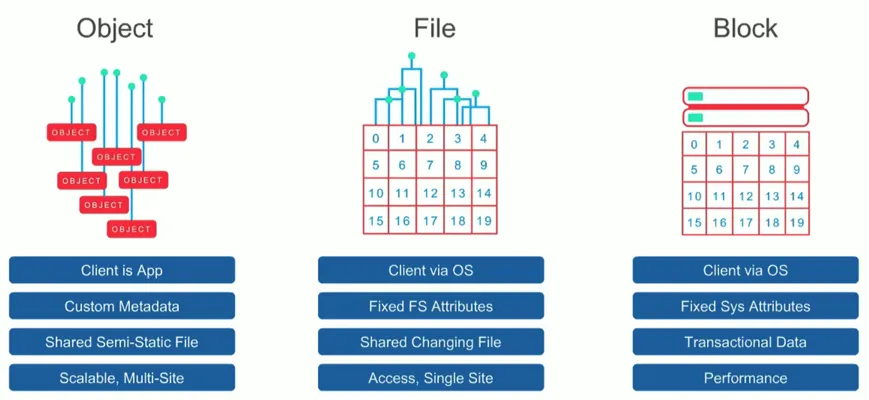 Object
File
Block
OBJECT
OBJECT
OBJECT
OBJECT
OBJECT
OBJECT
OBJECT
0 1 2 3 4
5 6 7 8 9
10 11 12 13 14
15 16 17 18 19
0 1 2 3 4
5 6 7 8 9
10 11 12 13 14
15 16 17 18 19
Client is App
Custom Metadata
Shared Semi-Static File
Scalable, Multi-Site
Client via OS
Fixed FS Attributes
Shared Changing File
Access, Single Site
Client via OS
Fixed Sys Attributes
Transactional Data
Performance